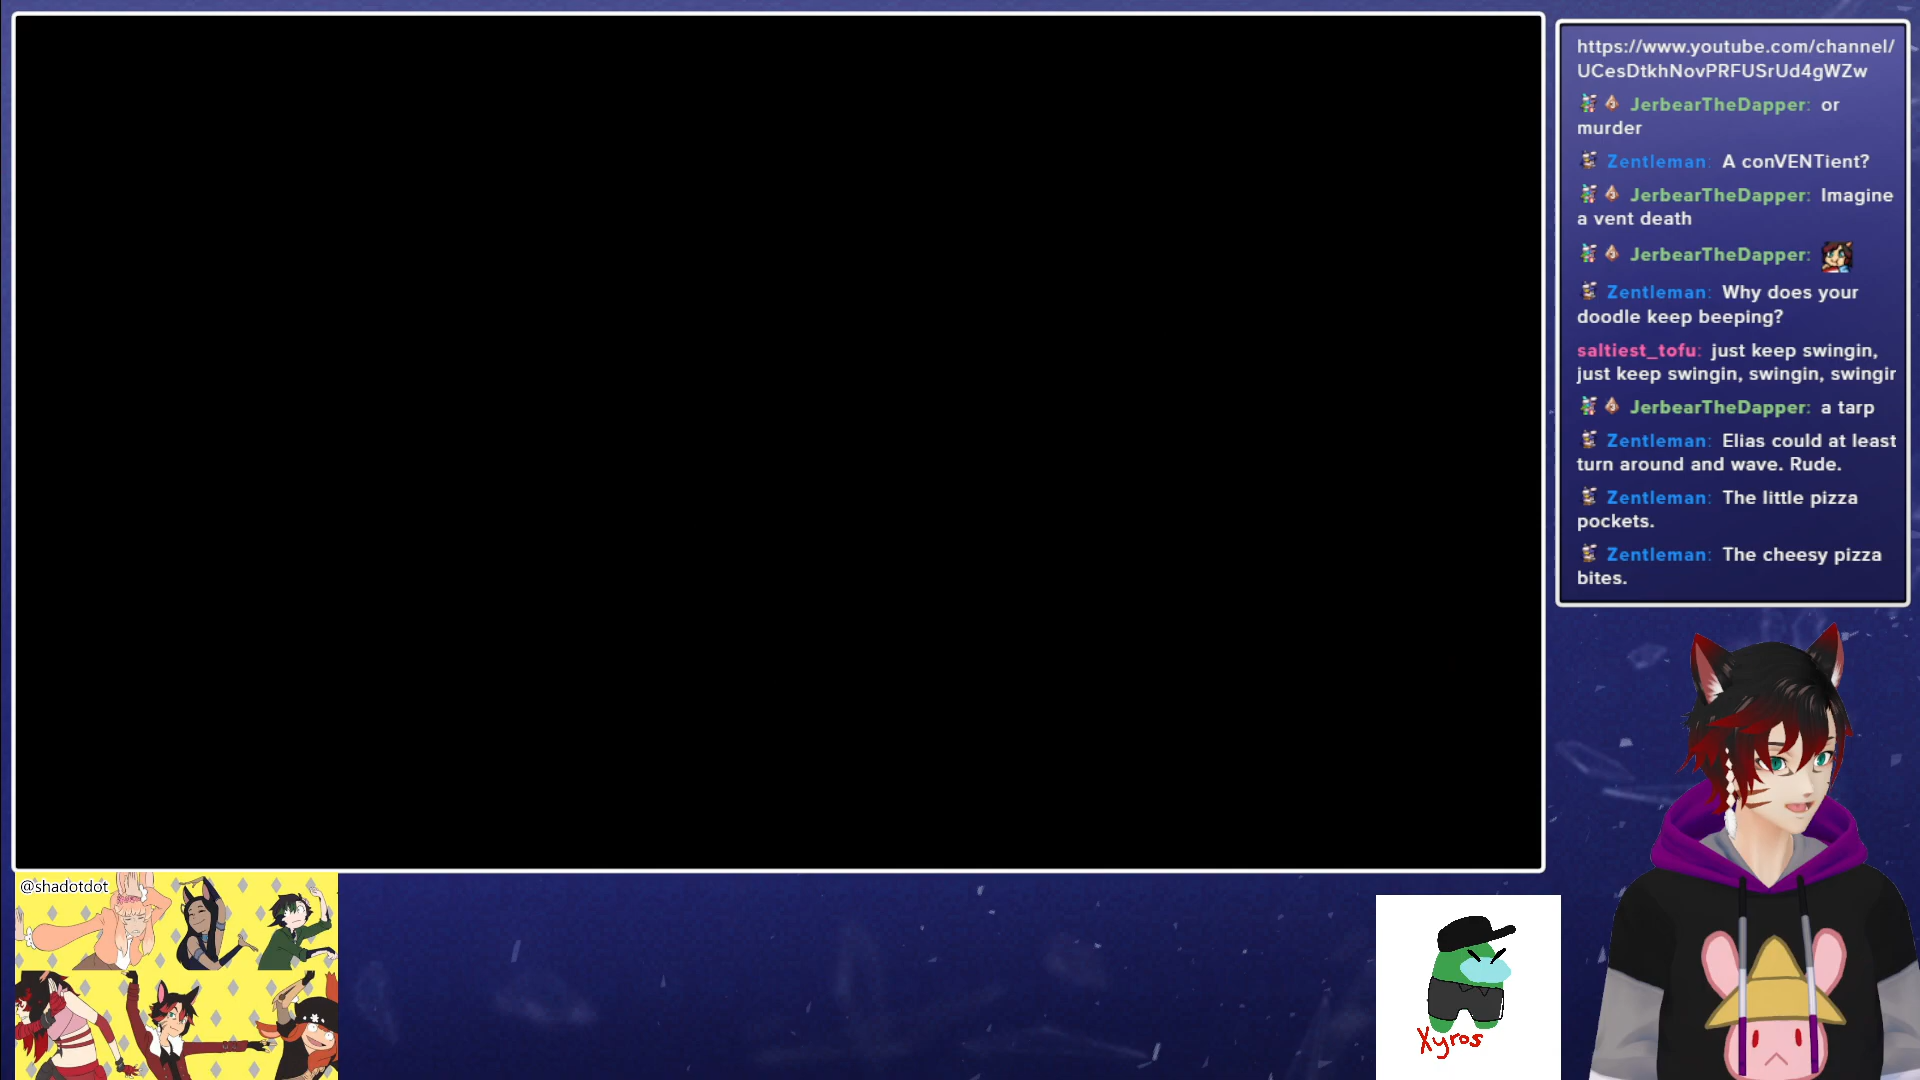 https://www.youtube.com/channel/
UCesDtkhNovPRFUSrUd4gWZw
JerbearTheDapper: or
murder
Zentleman: A conVENTient?
JerbearTheDapper: Imagine
a vent death
JerbearTheDapper:
Zentleman: Why does your
doodle keep beeping?
saltiest_tofu: just keep swingin,
just keep swingin, swingin, swingin
JerbearTheDapper: a tarp
Zentleman: Elias could at least
turn around and wave. Rude.
Zentleman: The little pizza
pockets.
Zentleman: The cheesy pizza
bites.
@shadotdot
Xyros